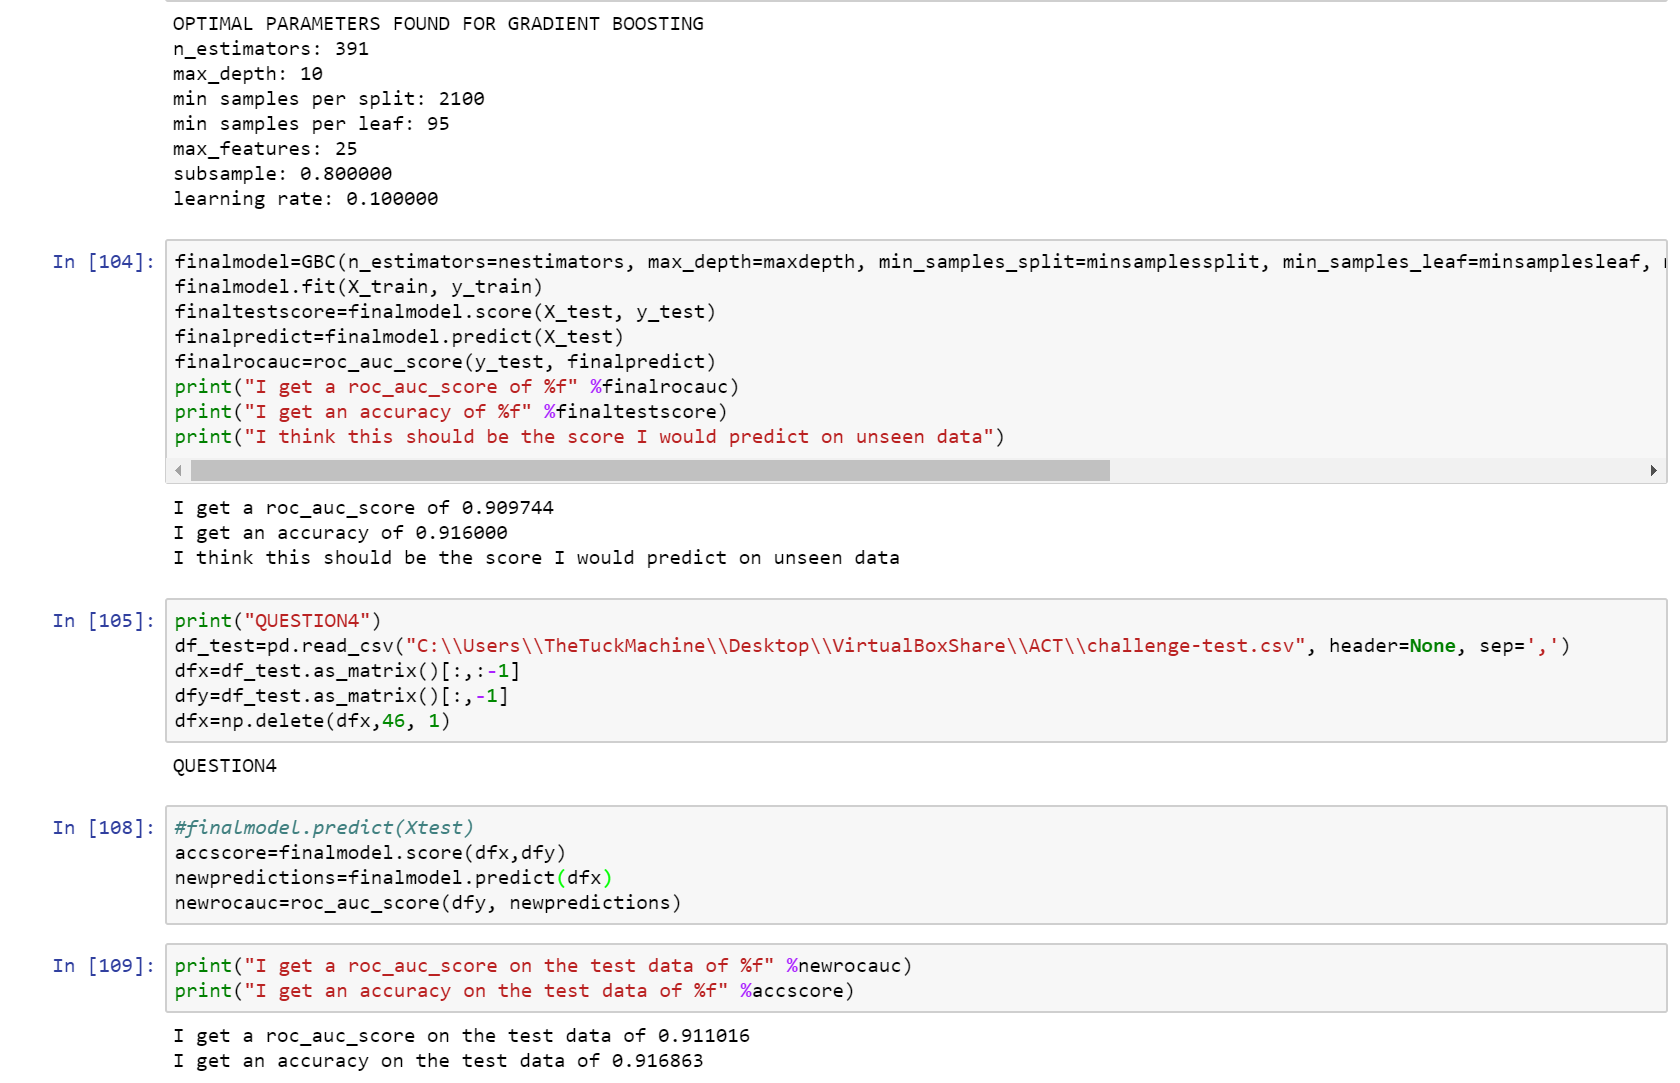 OPTIMAL PARAMETERS FOUND FOR GRADIENT BOOSTING
n_estimators: 391
max_depth: 10
min samples per split: 2100
min samples per leaf: 95
max_features: 25
subsample: 0.800000
learning rate: 0.100000
In [104]: finalmodel=GBC(n_estimators=nestimators, max_depth=maxdepth, min_samples_split=minsamplessplit, min_samples_leaf=minsamplesleaf,
finalmodel.fit(X_train, y_train)
finaltestscore=finalmodel.score(X_test, y_test)
finalpredict=finalmodel.predict(X_test)
finalrocauc=roc_auc_score(y_test, finalpredict)
print("I get a roc_auc_score of %f" %finalrocauc)
print("I get an accuracy of %f" %finaltestscore)
print("I think this should be the score I would predict on unseen data")
I get a roc_auc_score of 0.909744
I get an accuracy of 0.916000
I think this should be the score I would predict on unseen data
In [105]: print("QUESTION4")
df_test=pd.read_csv("C:\\Users\\TheTuckMachine\\Desktop\\VirtualBoxShare\\ACT\\challenge-test.csv", header=None, sep=',')
dfx=df_test.as_matrix()[:,:-1]
dfy=df_test.as_matrix()[:,-1]
dfx=np.delete(dfx,46, 1)
QUESTION4
In [108]: #finalmodel.predict(Xtest)
accscore=finalmodel.score(dfx,dfy)
newpredictions=finalmodel.predict(dfx)
newrocauc=roc_auc_score(dfy, newpredictions)
In [109]: print("I get a roc_auc_score on the test data of %f" %newrocauc)
print("I get an accuracy on the test data of %f" %accscore)
I get a roc_auc_score on the test data of 0.911016
I get an accuracy on the test data of 0.916863